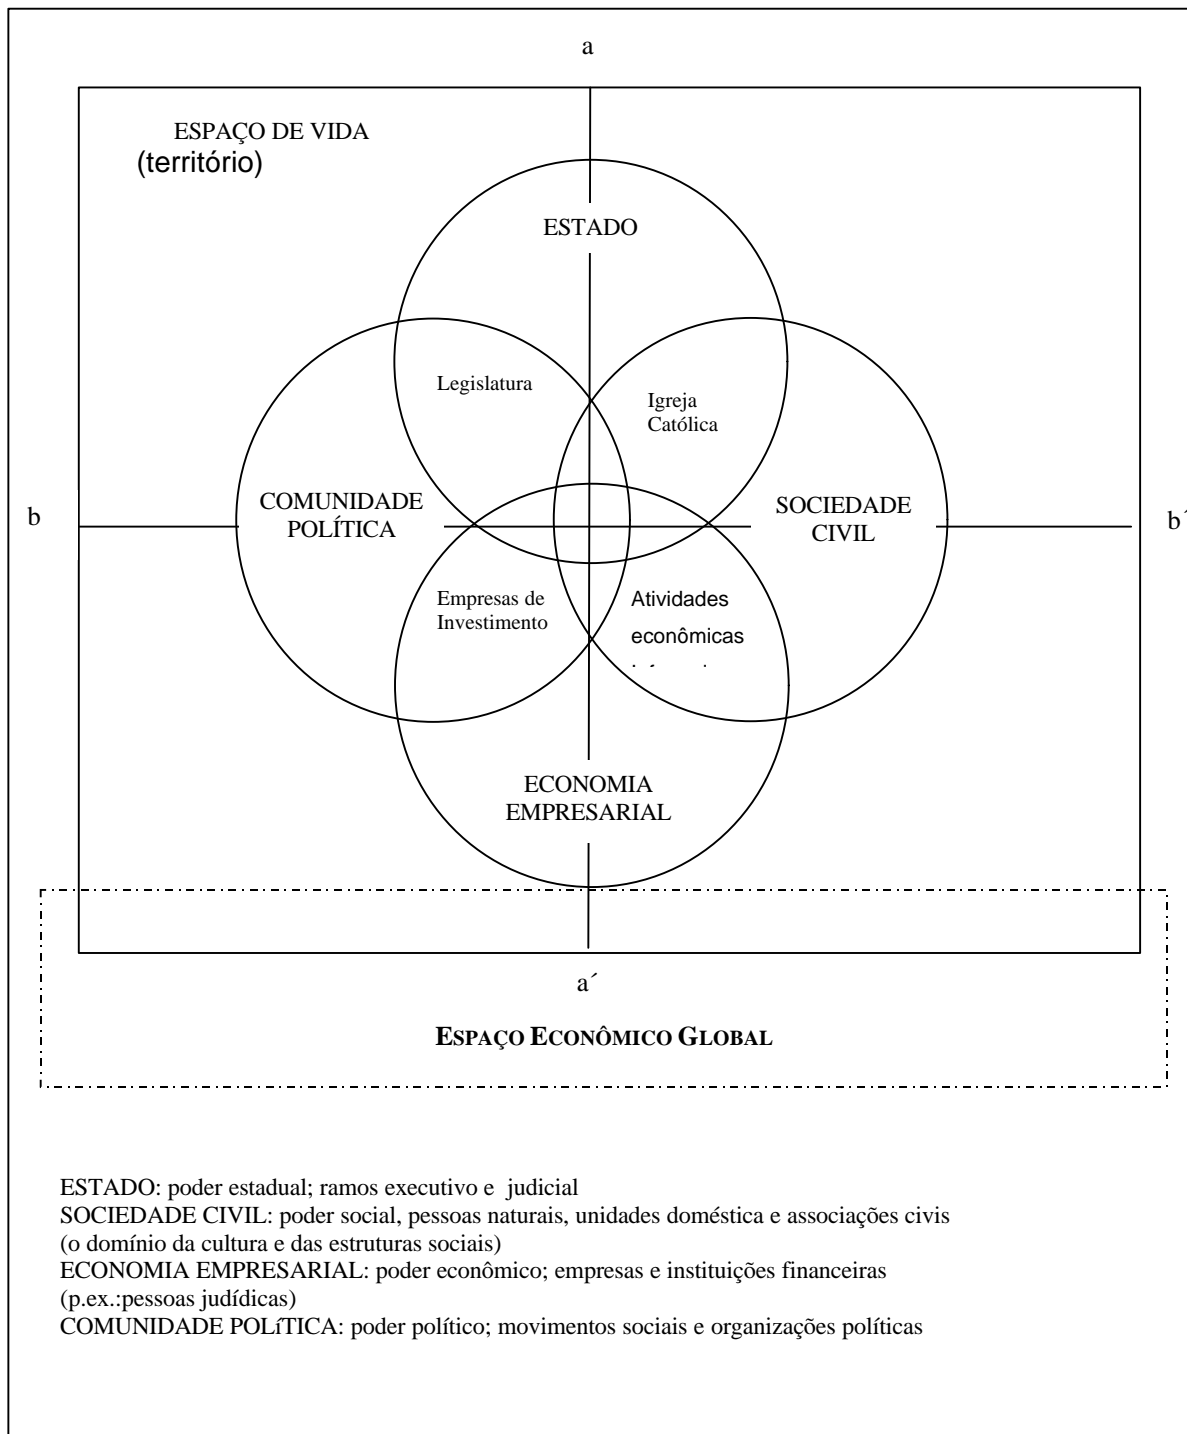 a
ESPAÇO DE VIDA
(território)
ESTADO
Legislatura
Igreja
Católica
b
COMUNIDADE
POLÍTICA
SOCIEDADE
CIVIL
b´
Empresas de
Investimento
Atividades
econômicas
ECONOMIA
EMPRESARIAL
a´
ESPAÇO ECONÔMICO GLOBAL
ESTADO: poder estadual; ramos executivo e judicial
SOCIEDADE CIVIL: poder social, pessoas naturais, unidades doméstica e associações civis
(o domínio da cultura e das estruturas sociais)
ECONOMIA EMPRESARIAL: poder econômico; empresas e instituições financeiras
(p.ex.:pessoas judídicas)
COMUNIDADE POLíTICA: poder político; movimentos sociais e organizações políticas